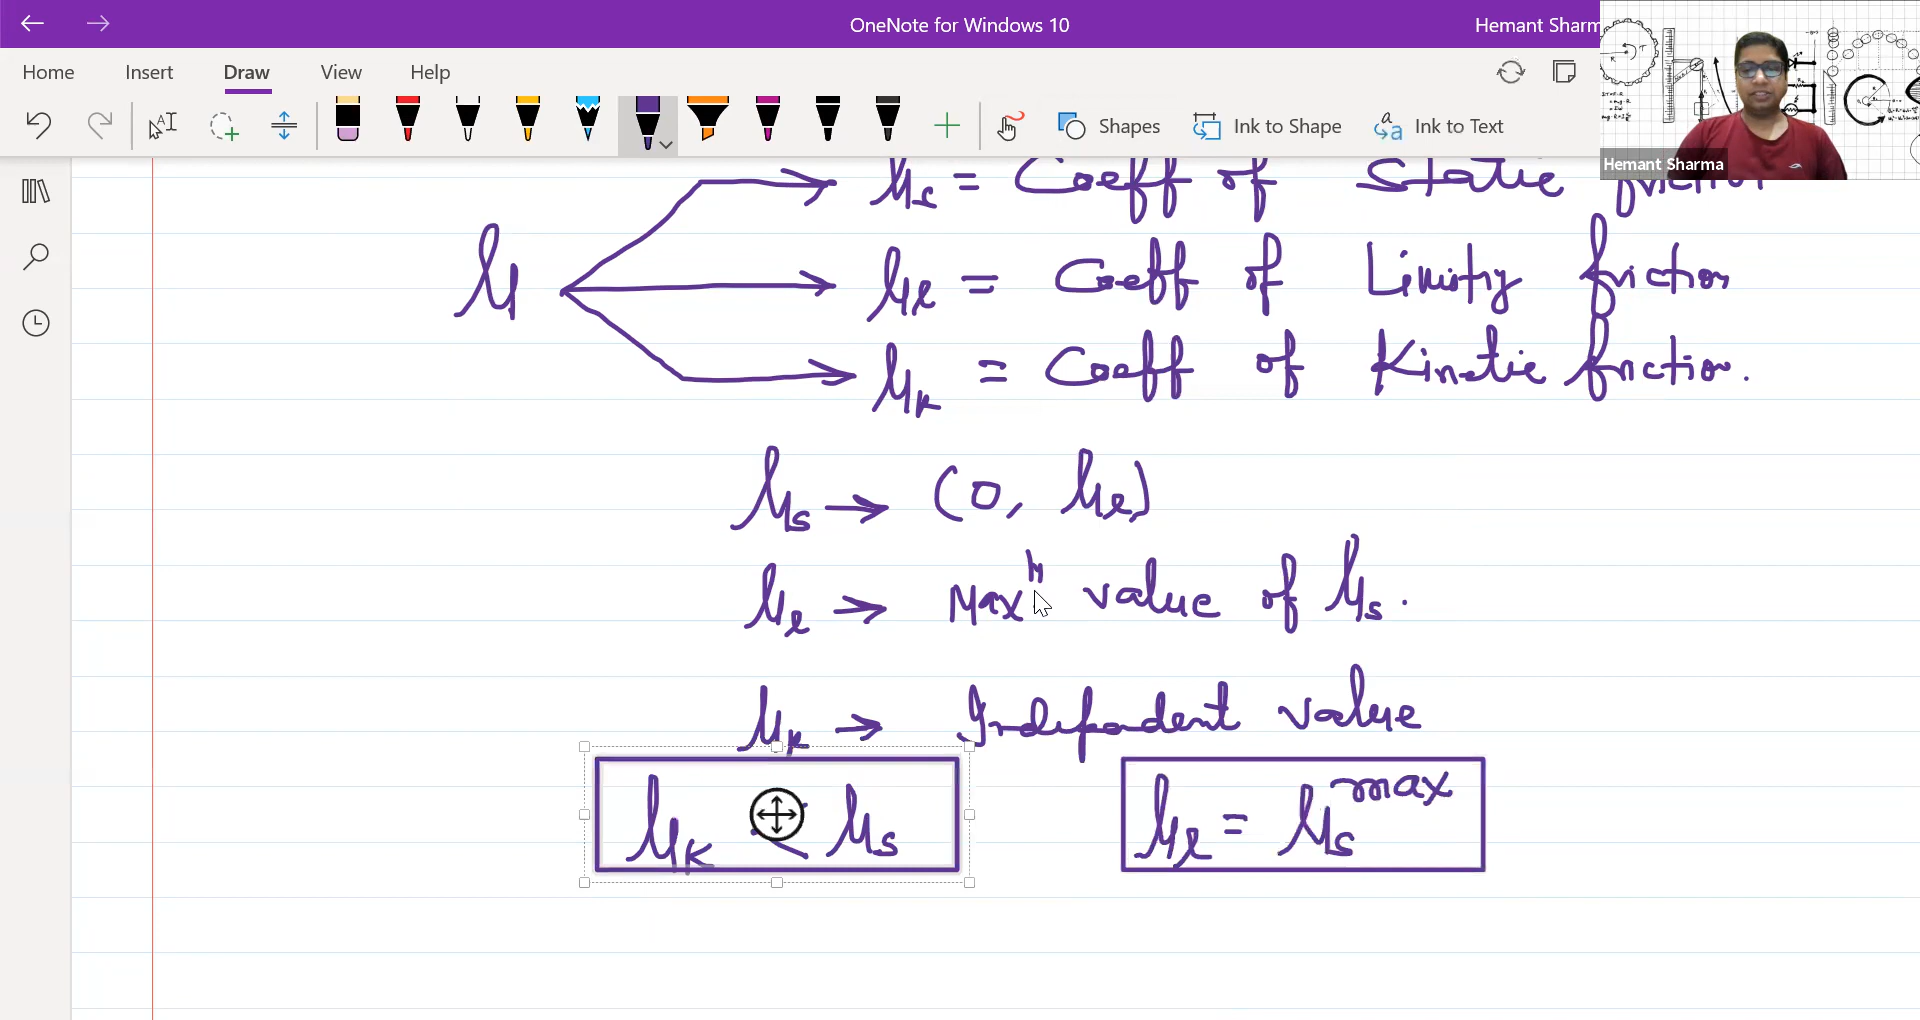 OneNote for Windows 10
Hemant Sharm
Home Insert Draw View Help
Shapes Ink to Shape Ink to Text
Hemant Sharma
μs = Coeff of Static friction
μ
μl = Coeff of Limiting friction
μk = Coeff of Kinetic friction.
μs → (0, μl)
μl → Maxm value of μs.
μk → Independent value
μk < μs
μl = μs max